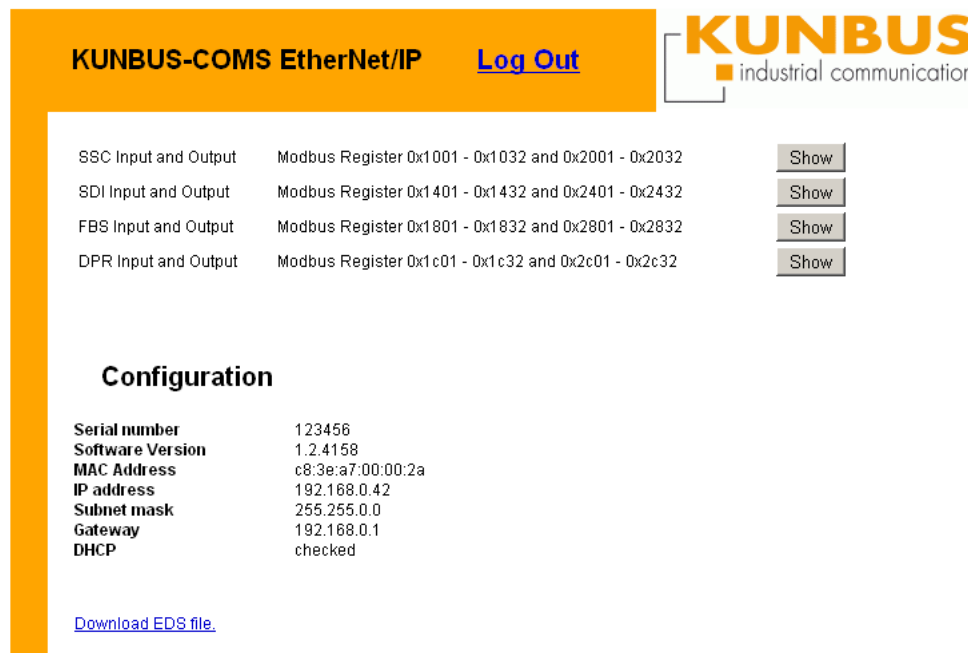 KUNBUS-COMS EtherNet/IP Log Out
KUNBUS
industrial communication
SSC Input and Output Modbus Register 0x1001 - 0x1032 and 0x2001 - 0x2032 Show
SDI Input and Output Modbus Register 0x1401 - 0x1432 and 0x2401 - 0x2432 Show
FBS Input and Output Modbus Register 0x1801 - 0x1832 and 0x2801 - 0x2832 Show
DPR Input and Output Modbus Register 0x1c01 - 0x1c32 and 0x2c01 - 0x2c32 Show
Configuration
Serial number 123456
Software Version 1.2.4158
MAC Address c8:3e:a7:00:00:2a
IP address 192.168.0.42
Subnet mask 255.255.0.0
Gateway 192.168.0.1
DHCP checked
Download EDS file.